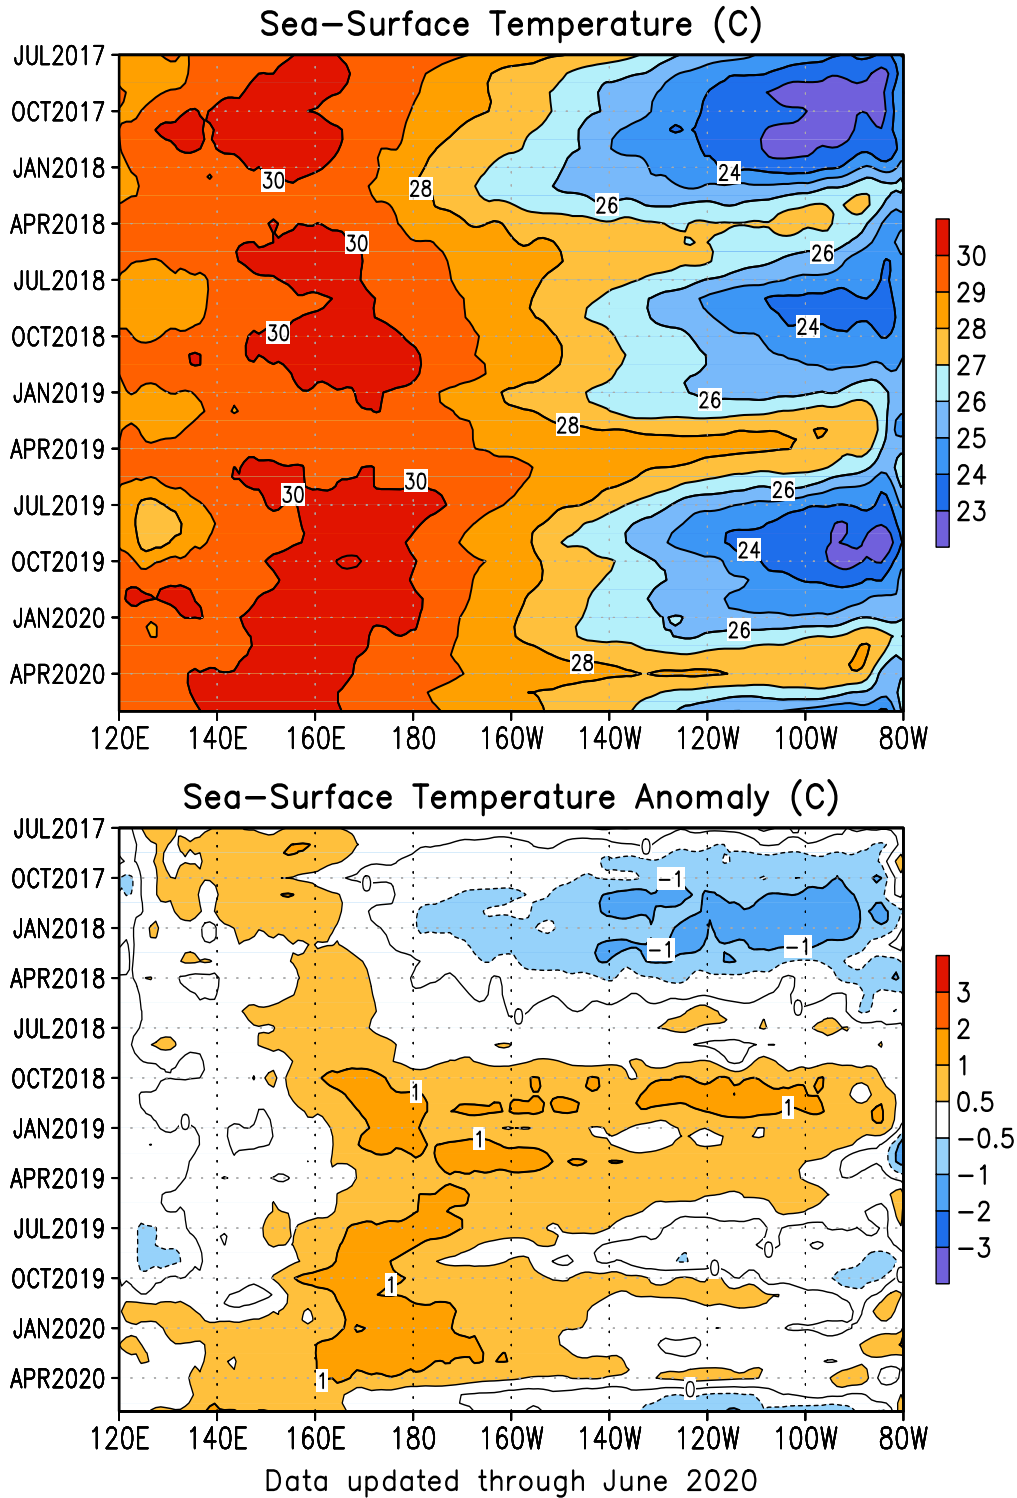 Sea-Surface Temperature (C)
JUL2017
OCT2017
JAN2018
APR2018
JUL2018
OCT2018
JAN2019
APR2019
JUL2019
OCT2019
JAN2020
APR2020
30
28
24
26
30
26
30
24
26
28
30
30
26
24
26
28
30
29
28
27
26
25
24
23
120E 140E 160E 180 160W 140W 120W 100W 80W
Sea-Surface Temperature Anomaly (C)
JUL2017
OCT2017
JAN2018
APR2018
JUL2018
OCT2018
JAN2019
APR2019
JUL2019
OCT2019
JAN2020
APR2020
0
0
-1
-1
-1
0
0
1
1
0
1
0
0
1
0
1
0
3
2
1
0.5
-0.5
-1
-2
-3
120E 140E 160E 180 160W 140W 120W 100W 80W
Data updated through June 2020